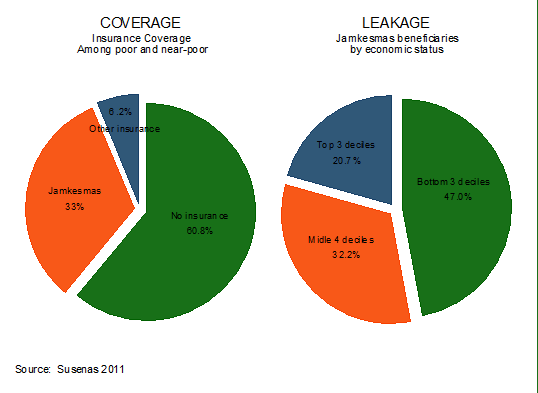 COVERAGE
Insurance Coverage
Among poor and near-poor
6.2%
Other insurance
Jamkesmas
33%
No insurance
60.8%
LEAKAGE
Jamkesmas beneficiaries
by economic status
Top 3 deciles
20.7%
Bottom 3 deciles
47.0%
Midle 4 deciles
32.2%
Source: Susenas 2011